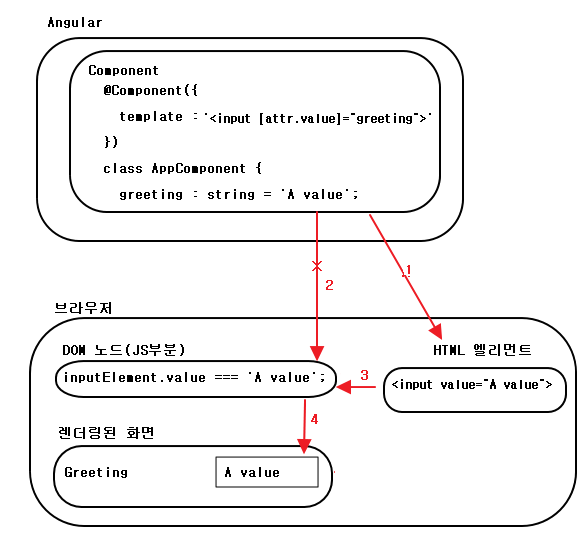 Angular
Component
@Component({
template : '<input [attr.value]="greeting">'
})
class AppComponent {
greeting : string = 'A value';
1
2
브라우저
DOM 노드(JS부분)
HTML 엘리먼트
inputElement.value === 'A value';
3
<input value="A value">
4
렌더링된 화면
Greeting
A value